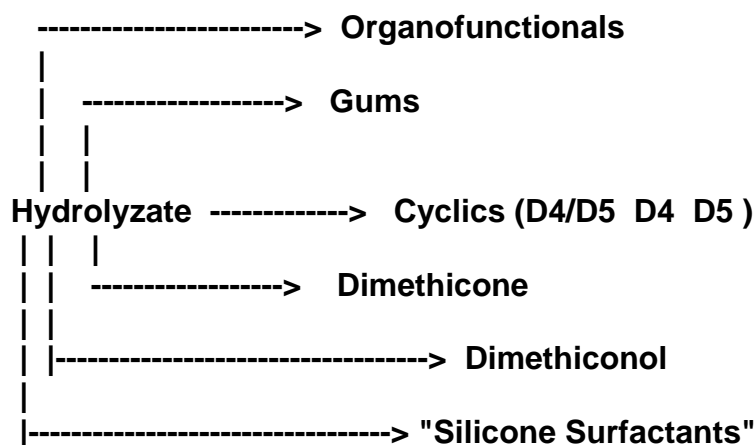 -------------------------> Organofunctionals
|
| -------------------> Gums
| |
| |
Hydrolyzate -------------> Cyclics (D4/D5 D4 D5 )
| | |
| | ------------------> Dimethicone
| |
| |-----------------------------------> Dimethiconol
|
|----------------------------------> "Silicone Surfactants"